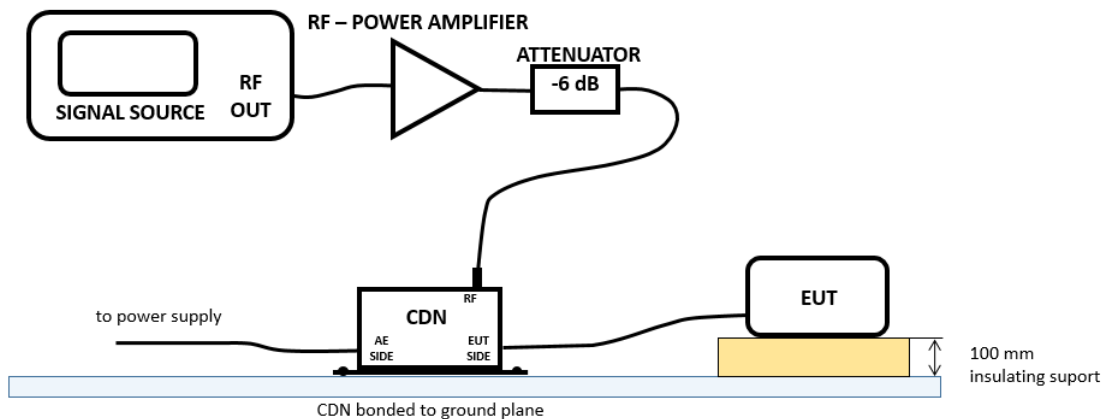 RF – POWER AMPLIFIER
ATTENUATOR
-6 dB
RF
OUT
SIGNAL SOURCE
RF
CDN
AE
SIDE
EUT
SIDE
EUT
to power supply
100 mm
insulating suport
CDN bonded to ground plane